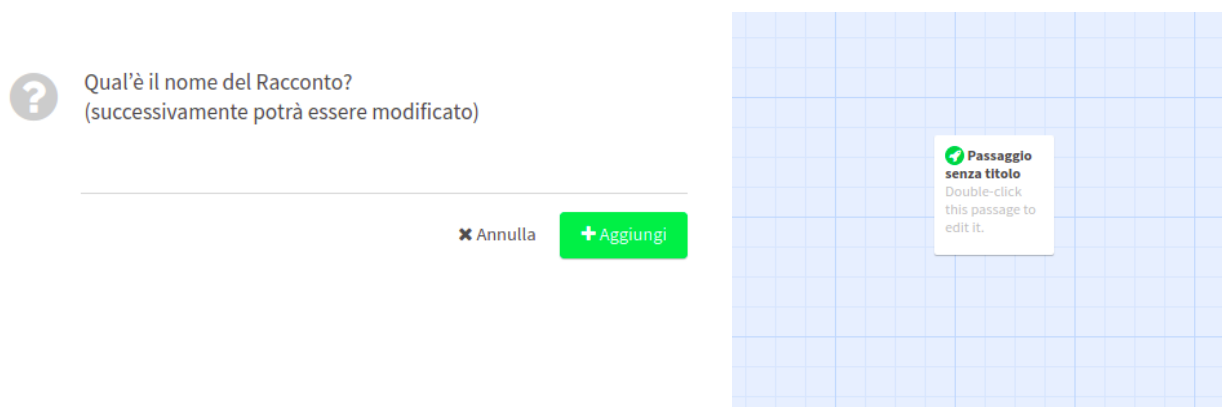 Qual’è il nome del Racconto?
(successivamente potrà essere modificato)
✖ Annulla
+ Aggiungi
Passaggio
senza titolo
Double-click
this passage to
edit it.